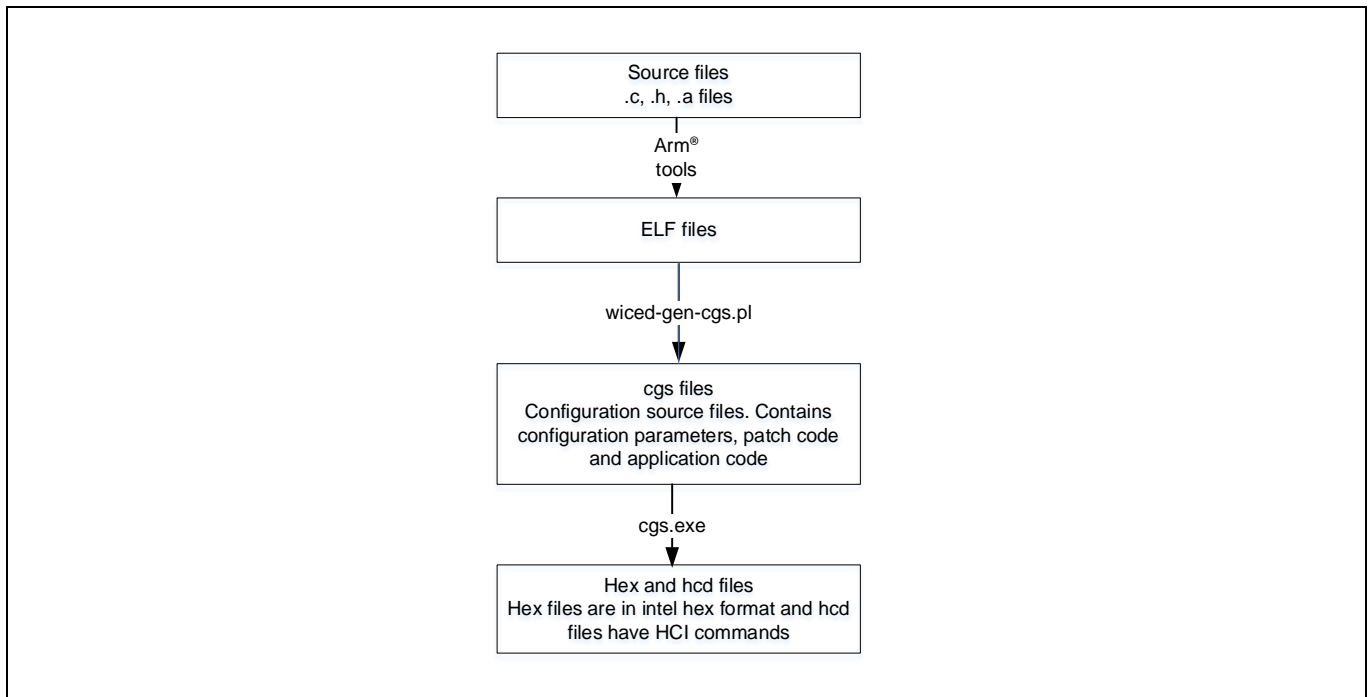 Source files
.c, .h, .a files
Arm®
tools
ELF files
wiced-gen-cgs.pl
cgs files
Configuration source files. Contains
configuration parameters, patch code
and application code
cgs.exe
Hex and hcd files
Hex files are in intel hex format and hcd
files have HCI commands